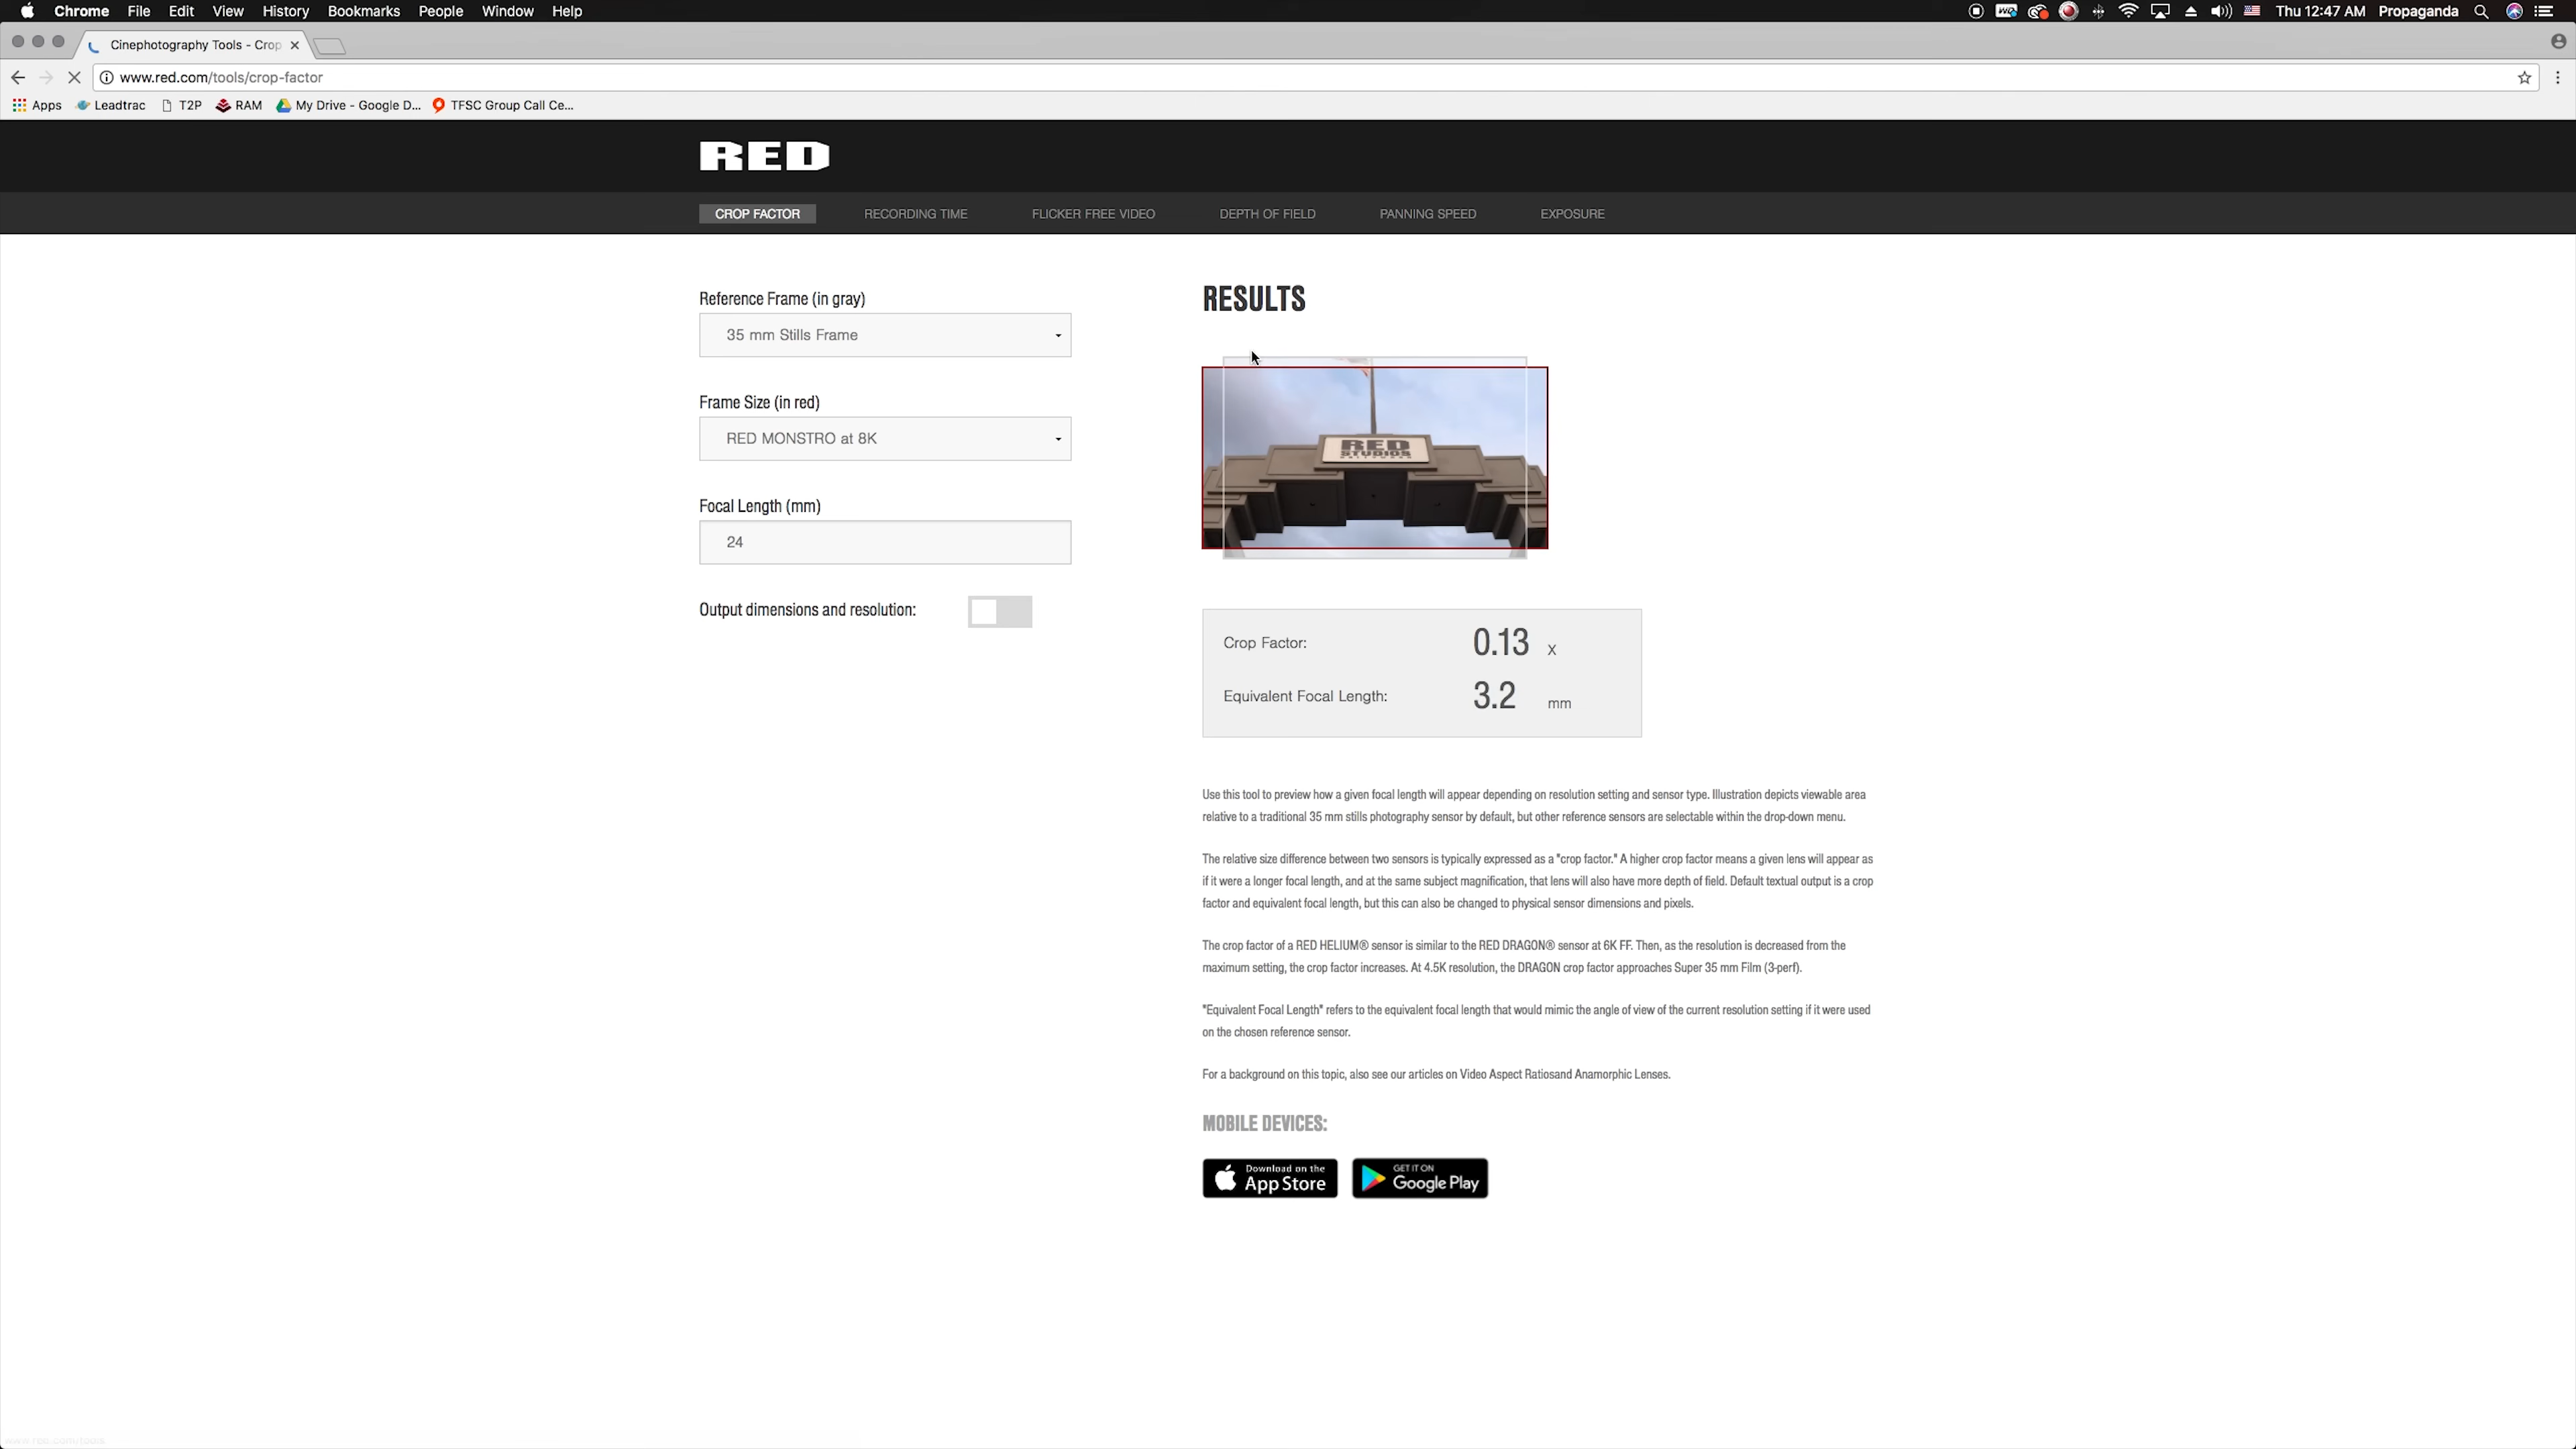 Chrome File Edit View History Bookmarks People Window Help Thu 12:47 AM Propaganda
Cinephotography Tools - Crop
www.red.com/tools/crop-factor
Apps Leadtrac T2P RAM My Drive - Google D... TFSC Group Call Ce...
RED
CROP FACTOR RECORDING TIME FLICKER FREE VIDEO DEPTH OF FIELD PANNING SPEED EXPOSURE
Reference Frame (in gray)
35 mm Stills Frame
Frame Size (in red)
RED MONSTRO at 8K
Focal Length (mm)
24
Output dimensions and resolution:
RESULTS
RED
STUDIOS
Crop Factor: 0.13 x
Equivalent Focal Length: 3.2 mm
Use this tool to preview how a given focal length will appear depending on resolution setting and sensor type. Illustration depicts viewable area
relative to a traditional 35 mm stills photography sensor by default, but other reference sensors are selectable within the drop-down menu.
The relative size difference between two sensors is typically expressed as a "crop factor." A higher crop factor means a given lens will appear as
if it were a longer focal length, and at the same subject magnification, that lens will also have more depth of field. Default textual output is a crop
factor and equivalent focal length, but this can also be changed to physical sensor dimensions and pixels.
The crop factor of a RED HELIUM® sensor is similar to the RED DRAGON® sensor at 6K FF. Then, as the resolution is decreased from the
maximum setting, the crop factor increases. At 4.5K resolution, the DRAGON crop factor approaches Super 35 mm Film (3-perf).
"Equivalent Focal Length" refers to the equivalent focal length that would mimic the angle of view of the current resolution setting if it were used
on the chosen reference sensor.
For a background on this topic, also see our articles on Video Aspect Ratiosand Anamorphic Lenses.
MOBILE DEVICES:
Download on the
App Store
GET IT ON
Google Play